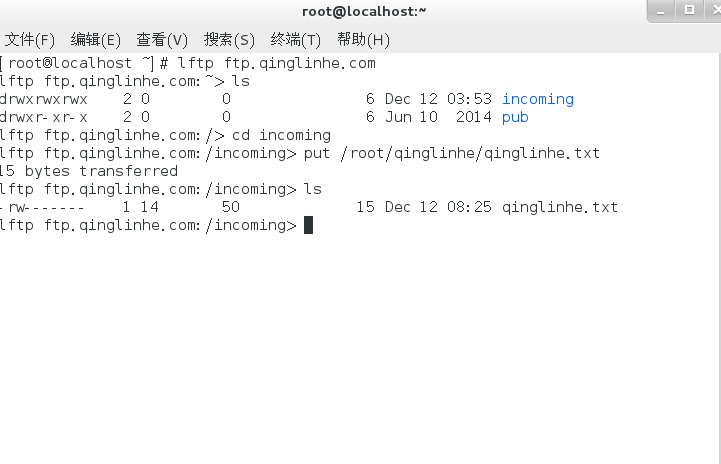 root@localhost:~
文件(F) 编辑(E) 查看(V) 搜索(S) 终端(T) 帮助(H)
[root@localhost ~]# lftp ftp.qinglinhe.com
lftp ftp.qinglinhe.com:~> ls
drwxrwxrwx    2 0        0               6 Dec 12 03:53 incoming
drwxr-xr-x    2 0        0               6 Jun 10  2014 pub
lftp ftp.qinglinhe.com:/> cd incoming
lftp ftp.qinglinhe.com:/incoming> put /root/qinglinhe/qinglinhe.txt
15 bytes transferred
lftp ftp.qinglinhe.com:/incoming> ls
-rw-------    1 14       50             15 Dec 12 08:25 qinglinhe.txt
lftp ftp.qinglinhe.com:/incoming>